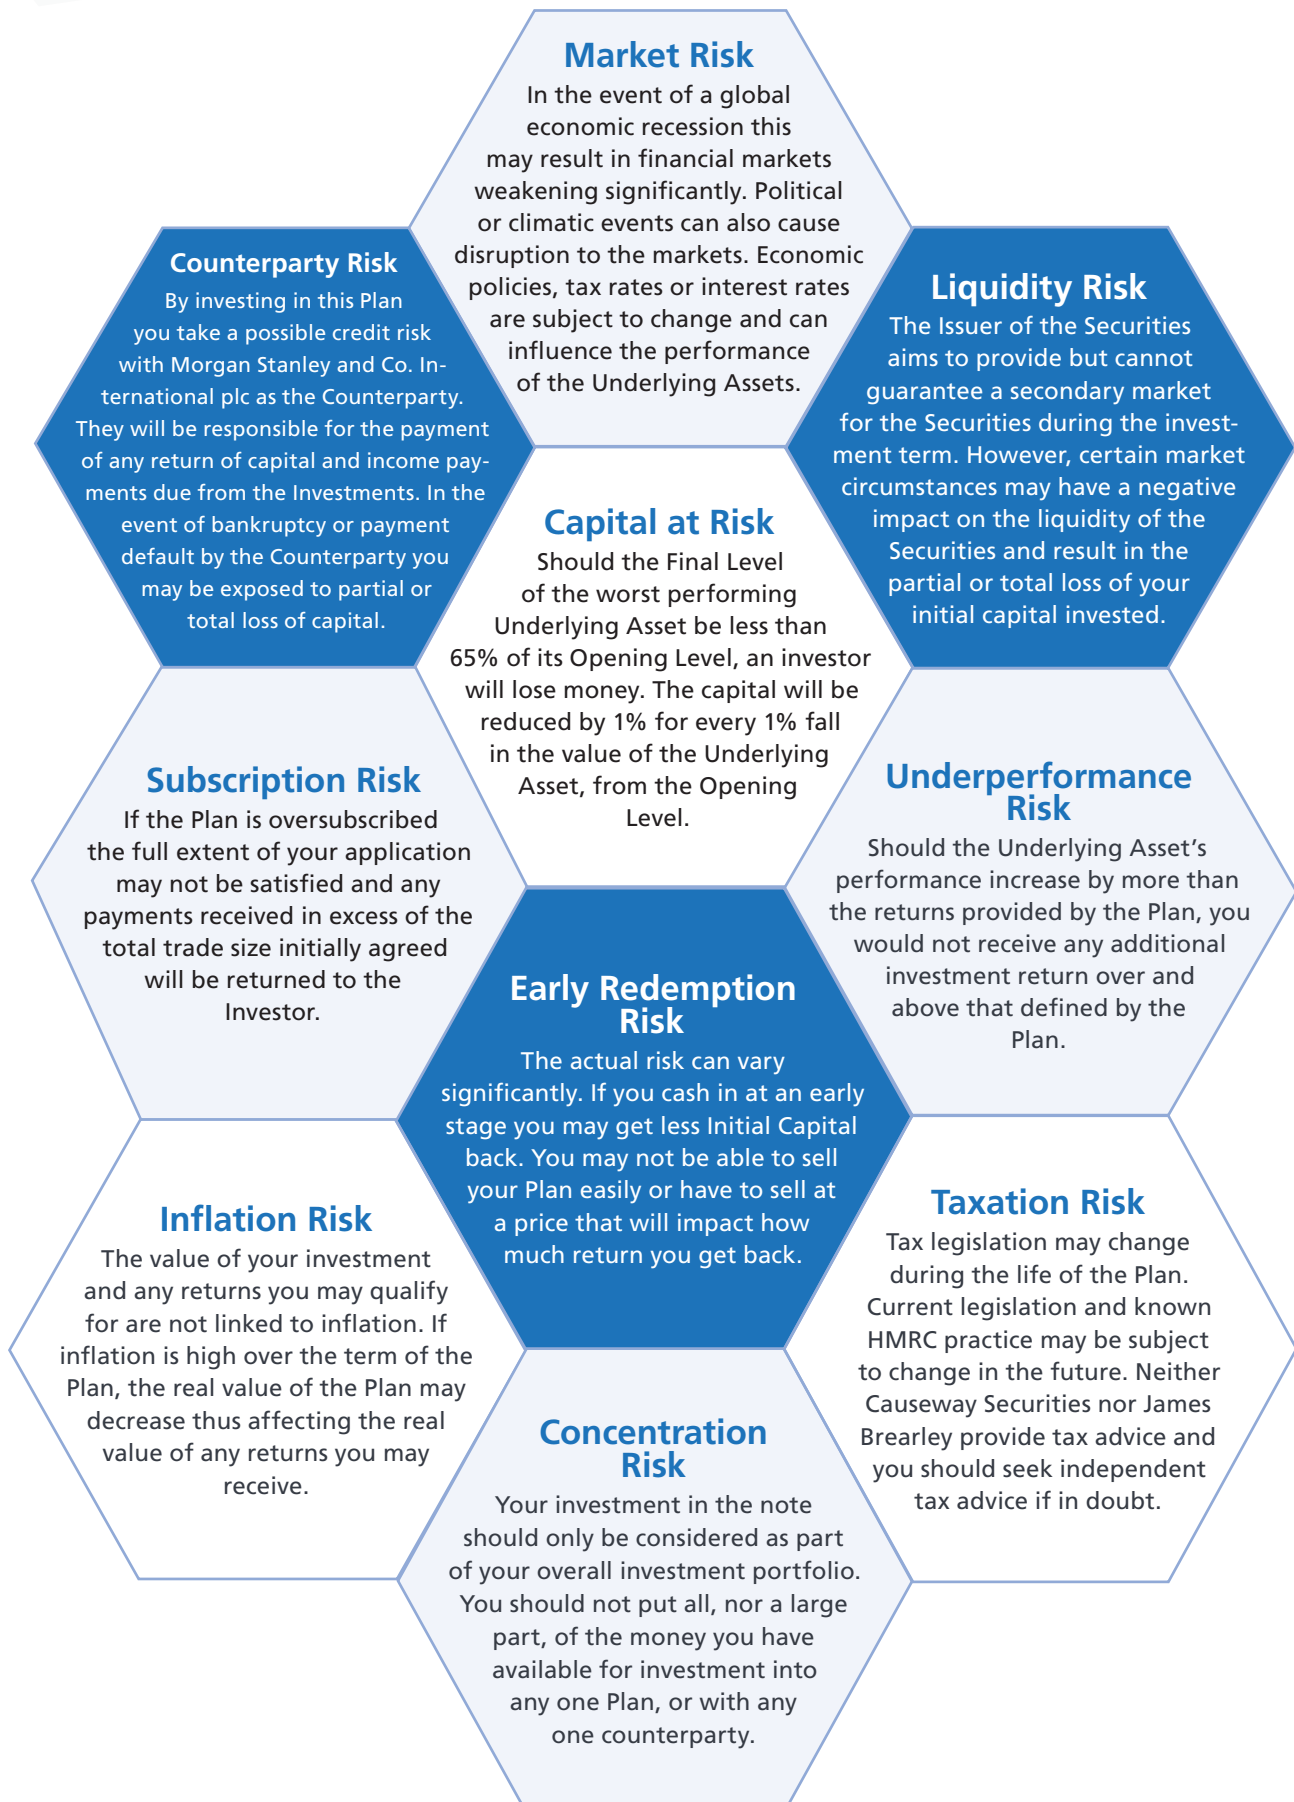 Market Risk
In the event of a global
economic recession this
may result in financial markets
weakening significantly. Political
or climatic events can also cause
disruption to the markets. Economic
policies, tax rates or interest rates
are subject to change and can
influence the performance
of the Underlying Assets.
Counterparty Risk
By investing in this Plan
you take a possible credit risk
with Morgan Stanley and Co. In-
ternational plc as the Counterparty.
They will be responsible for the payment
of any return of capital and income pay-
ments due from the Investments. In the
event of bankruptcy or payment
default by the Counterparty you
may be exposed to partial or
total loss of capital.
Liquidity Risk
The Issuer of the Securities
aims to provide but cannot
guarantee a secondary market
for the Securities during the invest-
ment term. However, certain market
circumstances may have a negative
impact on the liquidity of the
Securities and result in the
partial or total loss of your
initial capital invested.
Capital at Risk
Should the Final Level
of the worst performing
Underlying Asset be less than
65% of its Opening Level, an investor
will lose money. The capital will be
reduced by 1% for every 1% fall
in the value of the Underlying
Asset, from the Opening
Level.
Subscription Risk
If the Plan is oversubscribed
the full extent of your application
may not be satisfied and any
payments received in excess of the
total trade size initially agreed
will be returned to the
Investor.
Underperformance
Risk
Should the Underlying Asset's
performance increase by more than
the returns provided by the Plan, you
would not receive any additional
investment return over and
above that defined by the
Plan.
Early Redemption
Risk
The actual risk can vary
significantly. If you cash in at an early
stage you may get less Initial Capital
back. You may not be able to sell
your Plan easily or have to sell at
a price that will impact how
much return you get back.
Inflation Risk
The value of your investment
and any returns you may qualify
for are not linked to inflation. If
inflation is high over the term of the
Plan, the real value of the Plan may
decrease thus affecting the real
value of any returns you may
receive.
Taxation Risk
Tax legislation may change
during the life of the Plan.
Current legislation and known
HMRC practice may be subject
to change in the future. Neither
Causeway Securities nor James
Brearley provide tax advice and
you should seek independent
tax advice if in doubt.
Concentration
Risk
Your investment in the note
should only be considered as part
of your overall investment portfolio.
You should not put all, nor a large
part, of the money you have
available for investment into
any one Plan, or with any
one counterparty.